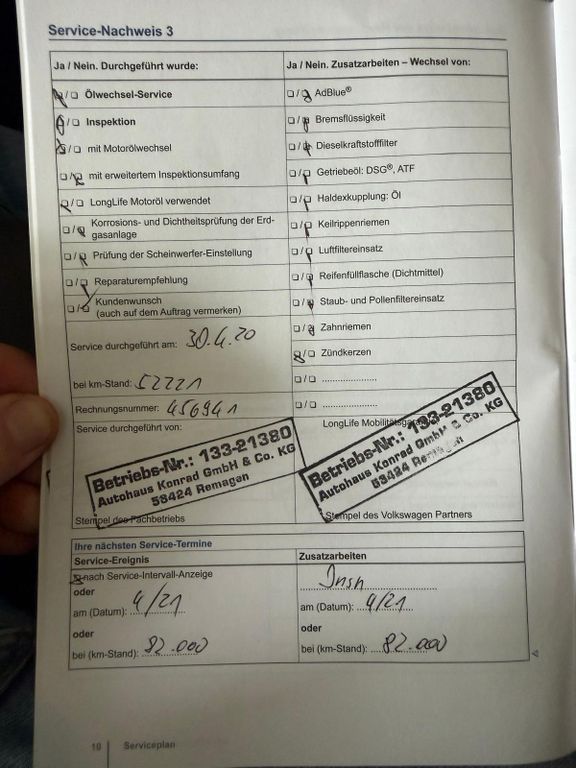 Service-Nachweis 3
Ja / Nein. Durchgeführt wurde:
Ölwechsel-Service
Inspektion
mit Motorölwechsel
mit erweitertem Inspektionsumfang
LongLife Motoröl verwendet
Korrosions- und Dichtheitsprüfung der Erd-
gasanlage
Prüfung der Scheinwerfer-Einstellung
Reparaturempfehlung
Kundenwunsch
(auch auf dem Auftrag vermerken)
Service durchgeführt am: 30.4.20
bei km-Stand: 52221
Rechnungsnummer: 456941
Service durchgeführt von:
Betriebs-Nr.: 133-21380
Autohaus Konrad GmbH & Co. KG
53424 Remagen
Stempel des Fachbetriebs
Ja / Nein. Zusatzarbeiten – Wechsel von:
AdBlue®
Bremsflüssigkeit
Dieselkraftstofffilter
Getriebeöl: DSG®, ATF
Haldexkupplung: Öl
Keilrippenriemen
Luftfiltereinsatz
Reifenfüllflasche (Dichtmittel)
Staub- und Pollenfiltereinsatz
Zahnriemen
Zündkerzen
LongLife
Betriebs-Nr.: 133-21380
Autohaus Konrad GmbH & Co. KG
53424 Remagen
Stempel des Volkswagen Partners
Ihre nächsten Service-Termine
Service-Ereignis
nach Service-Intervall-Anzeige
oder
am (Datum): 4/21
oder
bei (km-Stand): 82.000
Zusatzarbeiten
Insp
am (Datum): 4/21
oder
bei (km-Stand): 82.000
10 Serviceplan